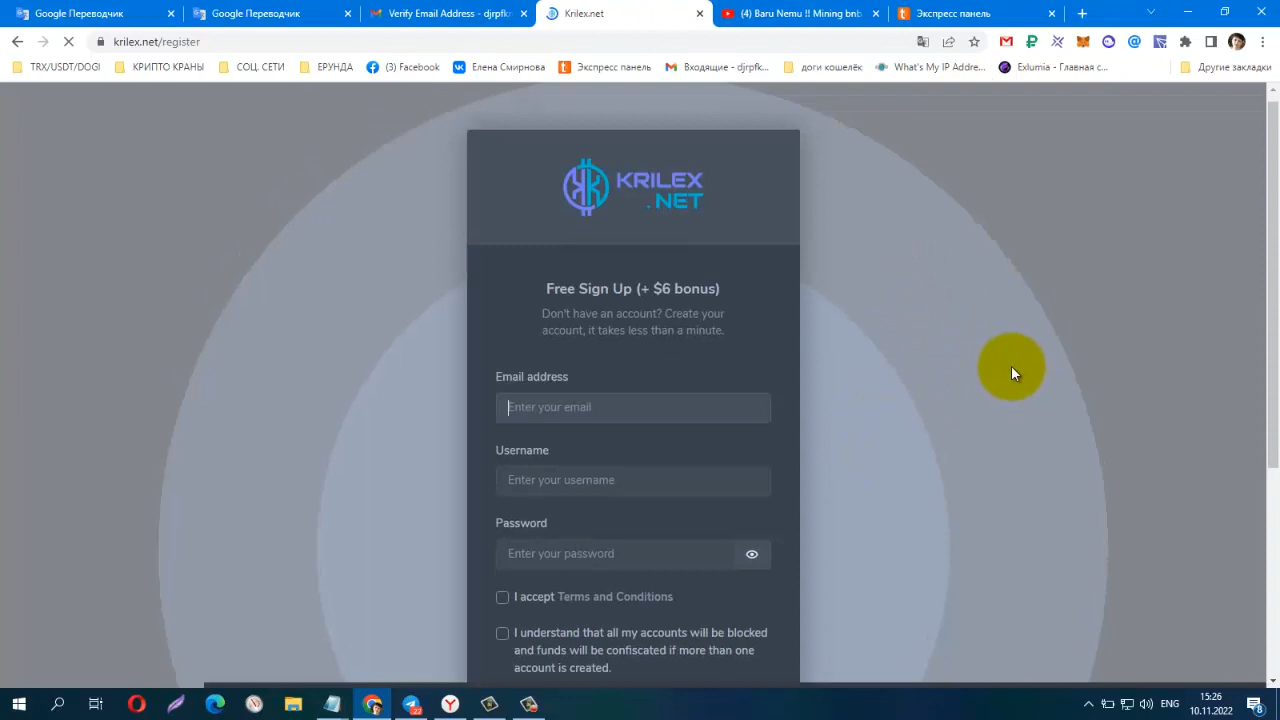 Google Переводчик
Google Переводчик
Verify Email Address - djrpfkr
Krilex.net
(4) Baru Nemu !! Mining bnb
Экспресс панель
krilex.net/register
TRX/USDT/DOGI
КРИПТО КРАНЫ
СОЦ. СЕТИ
ЕРУНДА
(3) Facebook
Елена Смирнова
Экспресс панель
Входящие - djrpfk...
доги кошелёк
What's My IP Addre...
Exlumia - Главная с...
Другие закладки
KRILEX
.NET
Free Sign Up (+ $6 bonus)
Don't have an account? Create your
account, it takes less than a minute.
Email address
Enter your email
Username
Enter your username
Password
Enter your password
I accept Terms and Conditions
I understand that all my accounts will be blocked
and funds will be confiscated if more than one
account is created.
22
ENG
15:26
10.11.2022
8